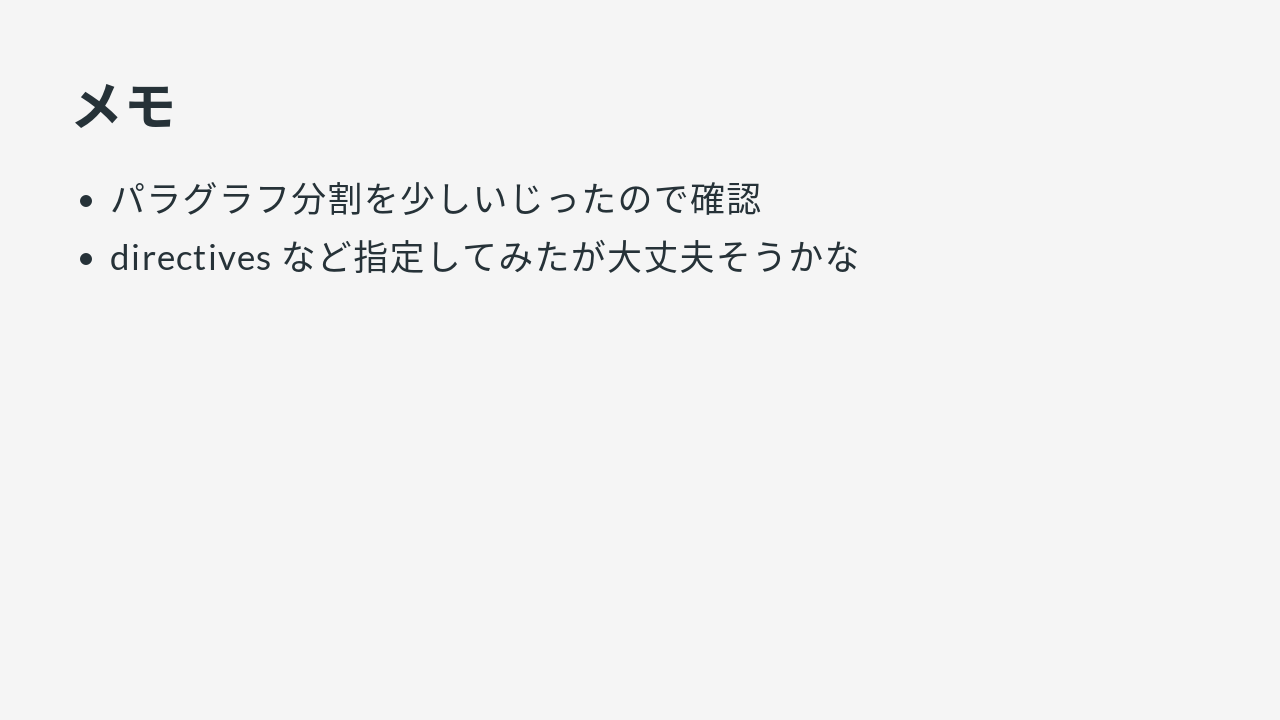 メモ
• パラグラフ分割を少しいじったので確認
• directives など指定してみたが大丈夫そうかな